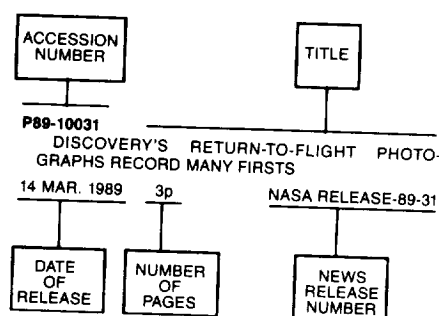 ACCESSION
NUMBER
TITLE
P89-10031
DISCOVERY'S RETURN-TO-FLIGHT PHOTO-
GRAPHS RECORD MANY FIRSTS
14 MAR. 1989 3p NASA RELEASE-89-31
DATE
OF
RELEASE
NUMBER
OF
PAGES
NEWS
RELEASE
NUMBER